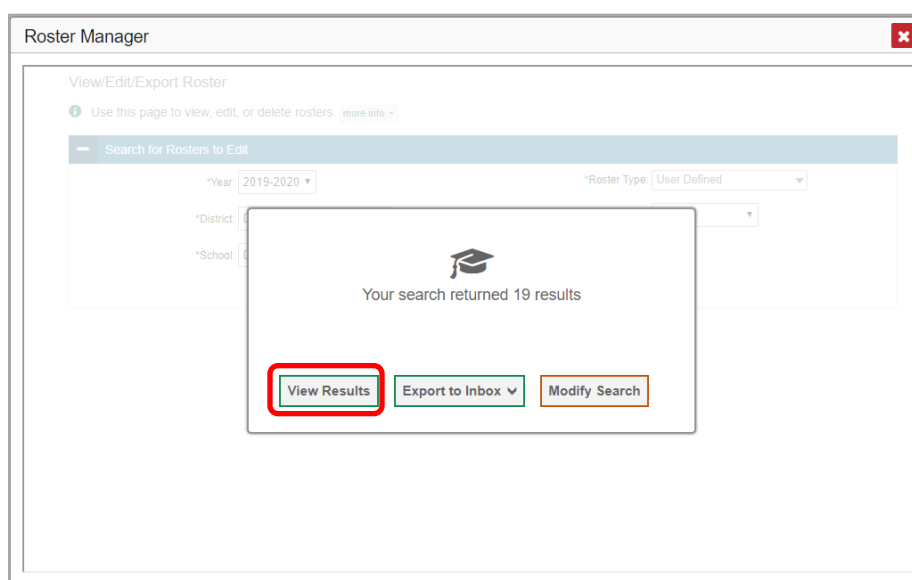 Roster Manager
View/Edit/Export Roster
Use this page to view, edit, or delete rosters. more info
Search for Rosters to Edit
*Year: 2019-2020 *Roster Type: User Defined
*District:
*School:
Your search returned 19 results
View Results Export to Inbox Modify Search